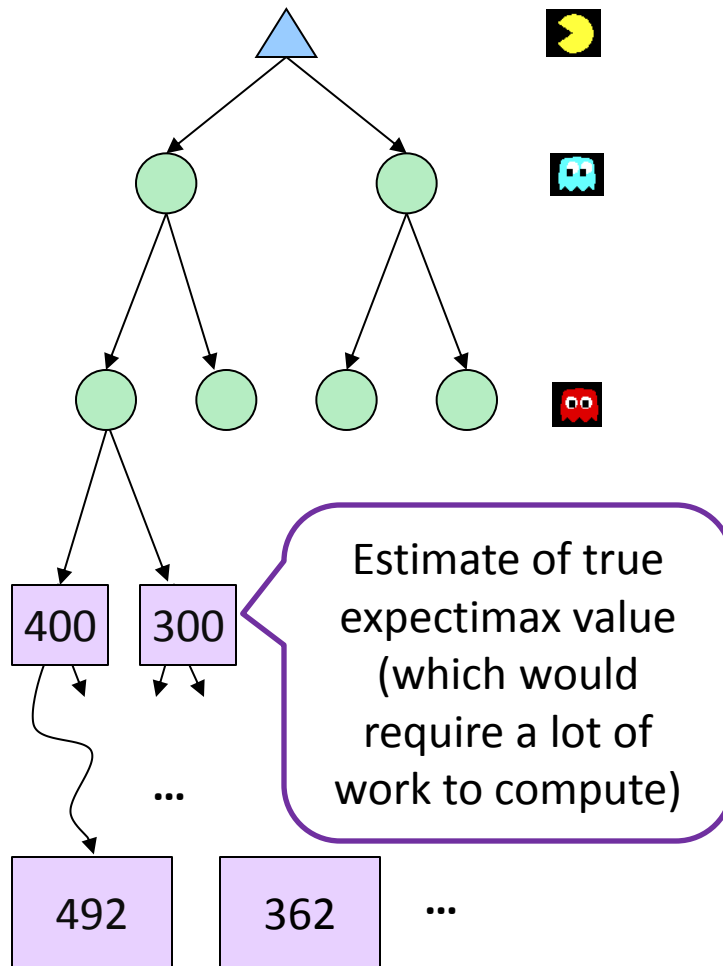 Estimate of true
expectimax value
(which would
require a lot of
work to compute)
400 300
...
492 362 ...